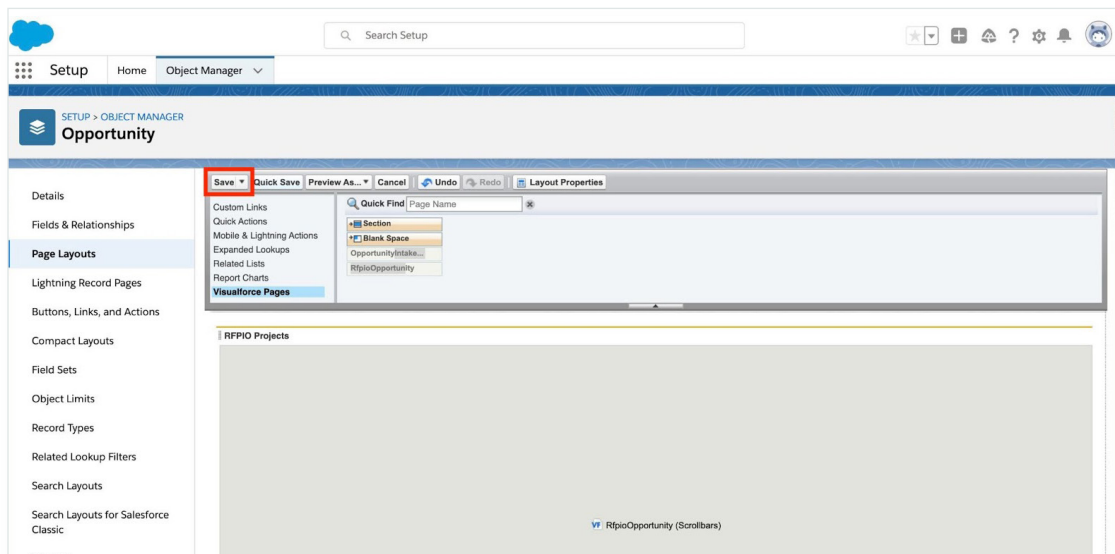 Search Setup
?
Setup
Home
Object Manager
SETUP > OBJECT MANAGER
Opportunity
Save
Quick Save
Preview As...
Cancel
Undo
Redo
Layout Properties
Details
Fields & Relationships
Page Layouts
Lightning Record Pages
Buttons, Links, and Actions
Compact Layouts
Field Sets
Object Limits
Record Types
Related Lookup Filters
Search Layouts
Search Layouts for Salesforce
Classic
Custom Links
Quick Actions
Mobile & Lightning Actions
Expanded Lookups
Related Lists
Report Charts
Visualforce Pages
Quick Find
Page Name
Section
Blank Space
OpportunityIntake...
RfpioOpportunity
RFPIO Projects
VF RfpioOpportunity (Scrollbars)